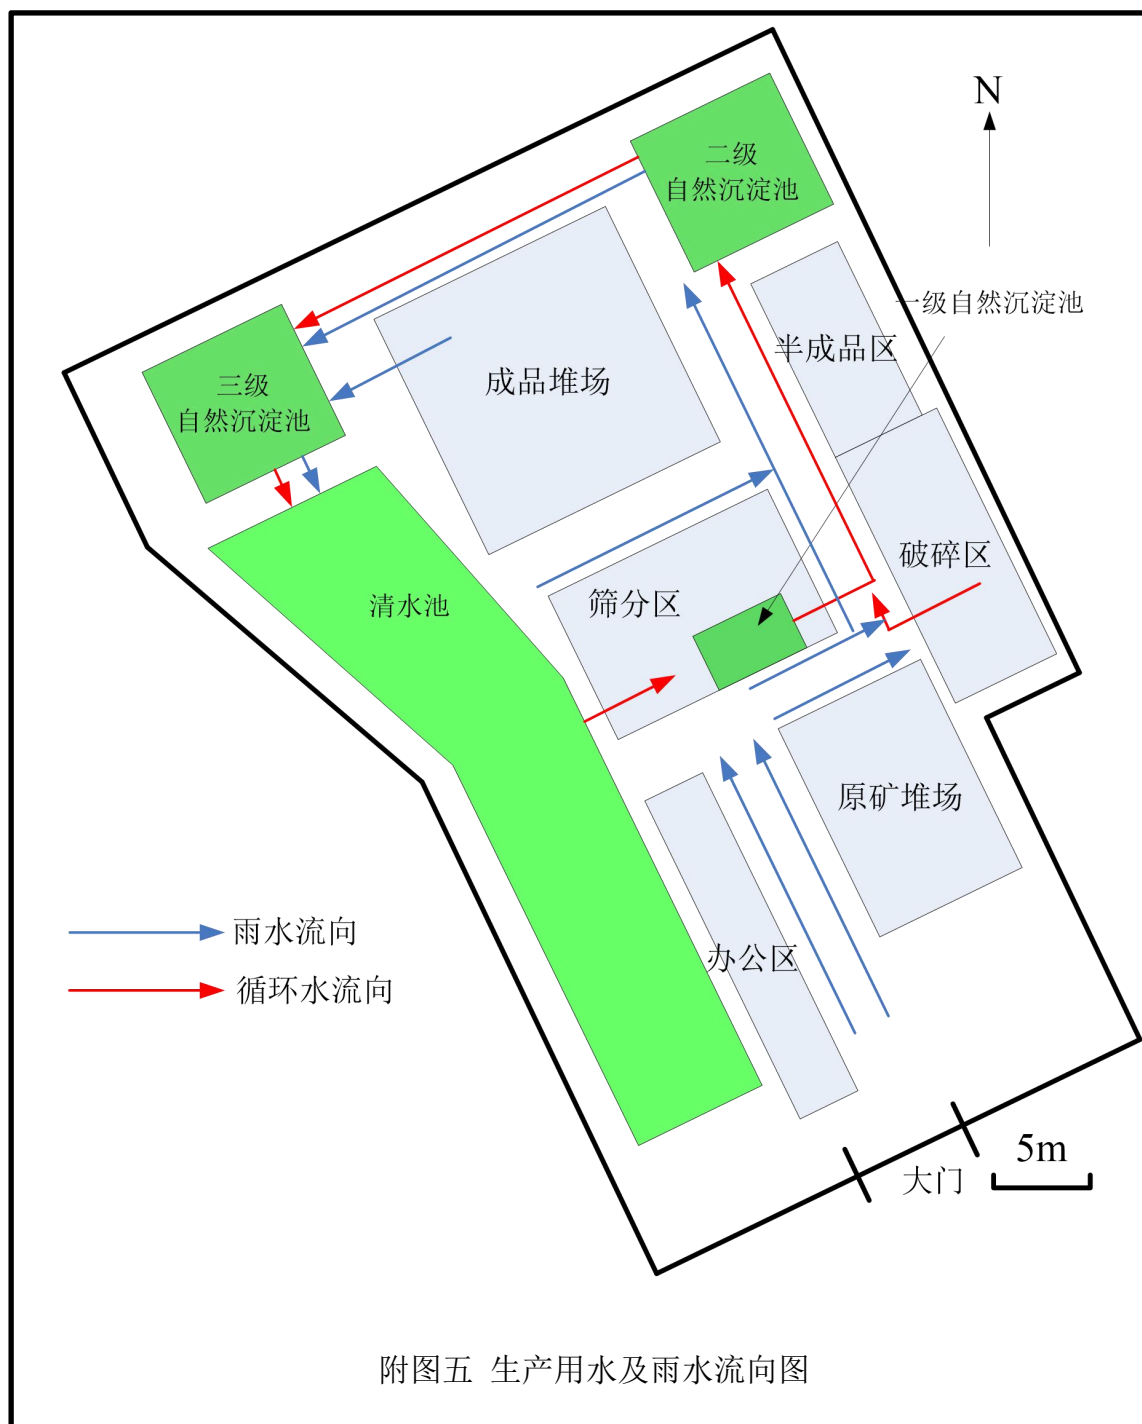 N
二级
自然沉淀池
一级自然沉淀池
半成品区
三级
自然沉淀池
成品堆场
破碎区
筛分区
清水池
原矿堆场
办公区
雨水流向
循环水流向
5m
大门
附图五 生产用水及雨水流向图